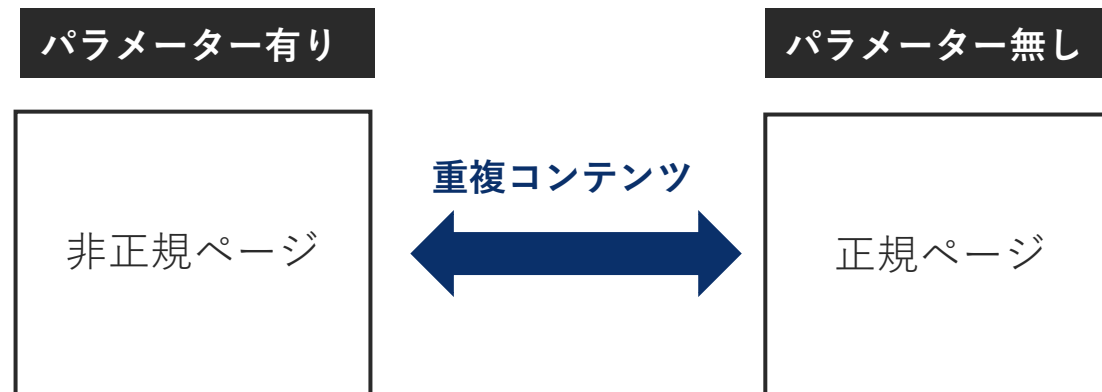 パラメーター有り
パラメーター無し
重複コンテンツ
非正規ページ
正規ページ